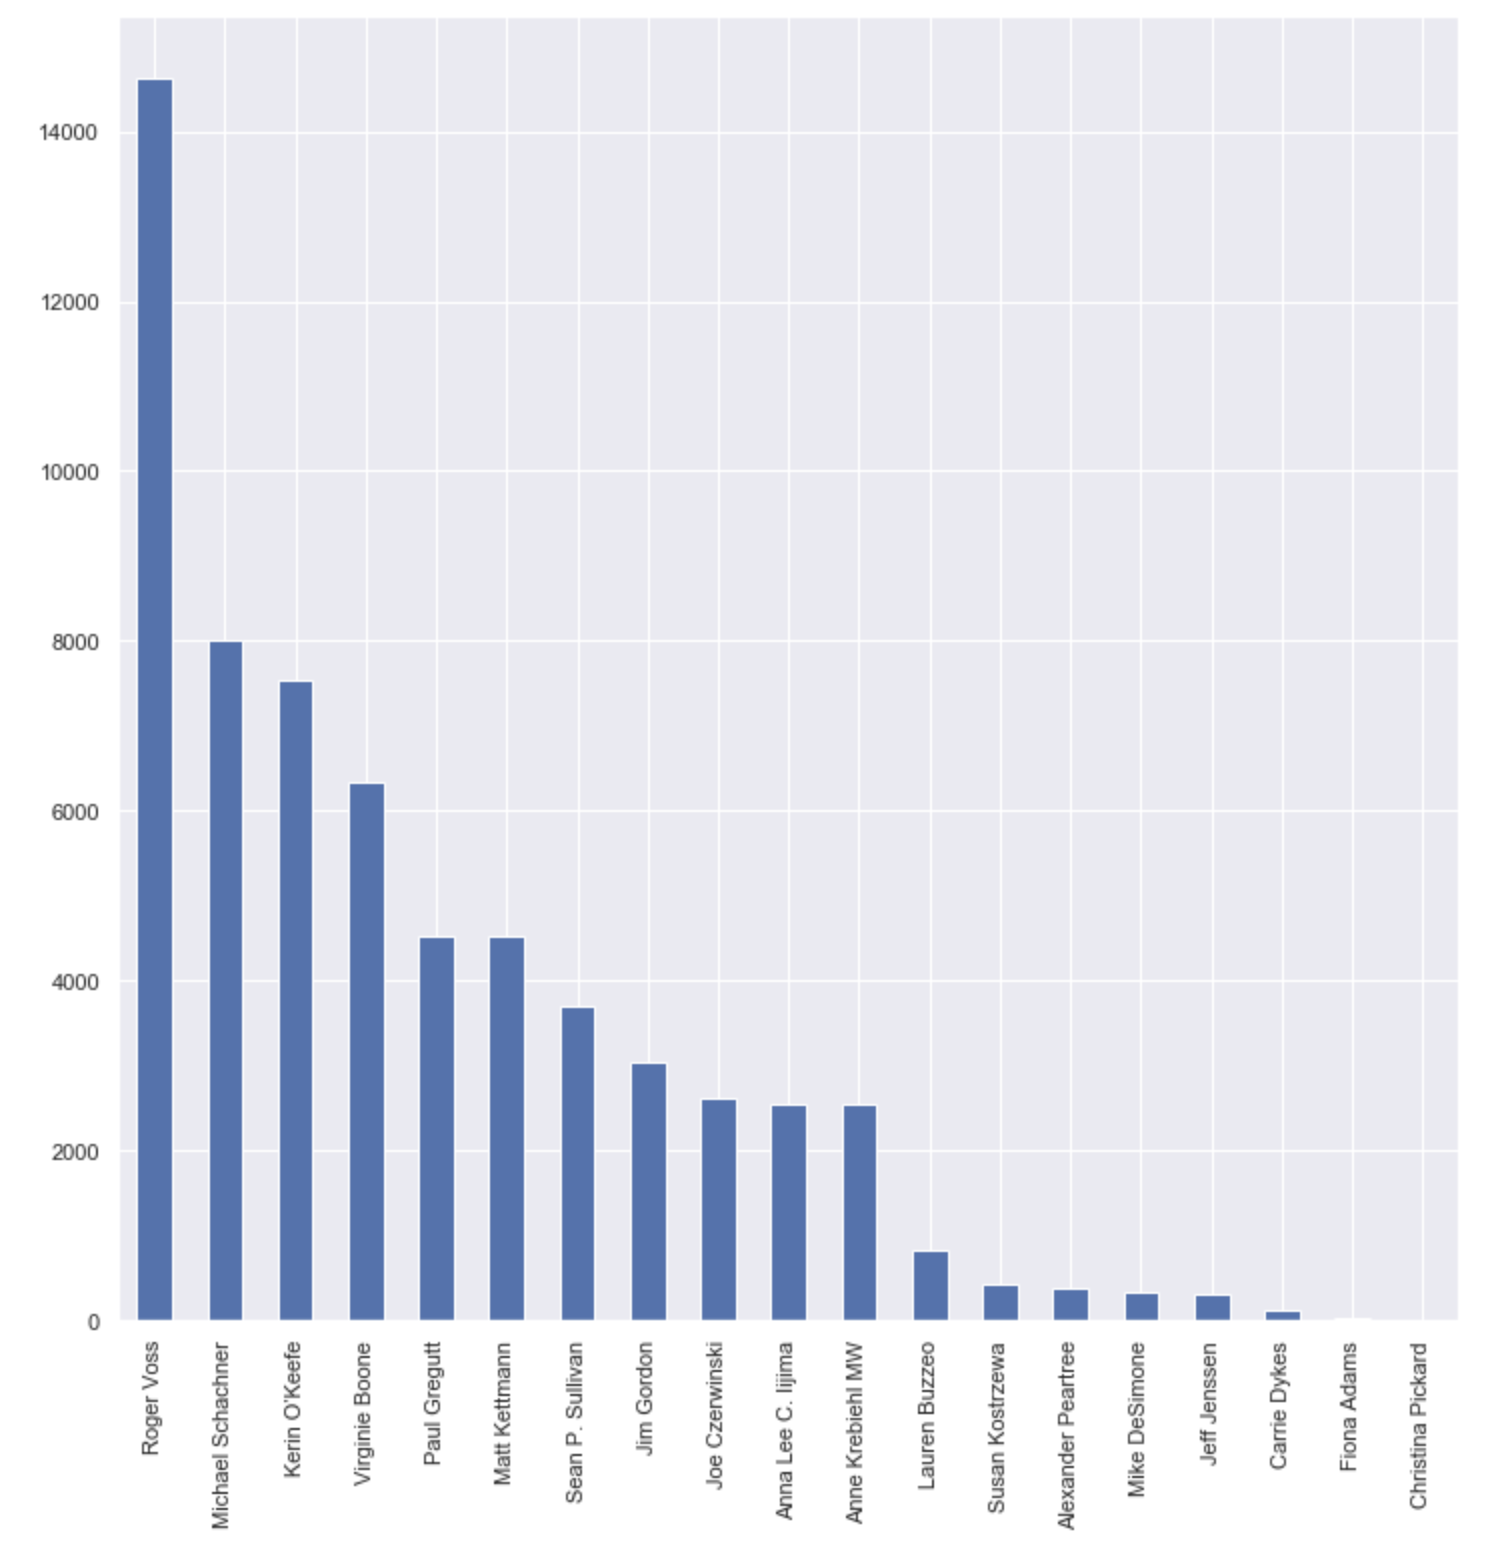 14000
12000
10000
8000
6000
4000
2000
0
Roger Voss
Michael Schachner
Kerin O'Keefe
Virginie Boone
Paul Gregutt
Matt Kettmann
Sean P. Sullivan
Jim Gordon
Joe Czerwinski
Anna Lee C. Iijima
Anne Krebiehl MW
Lauren Buzzeo
Susan Kostrzewa
Alexander Peartree
Mike DeSimone
Jeff Jenssen
Carrie Dykes
Fiona Adams
Christina Pickard